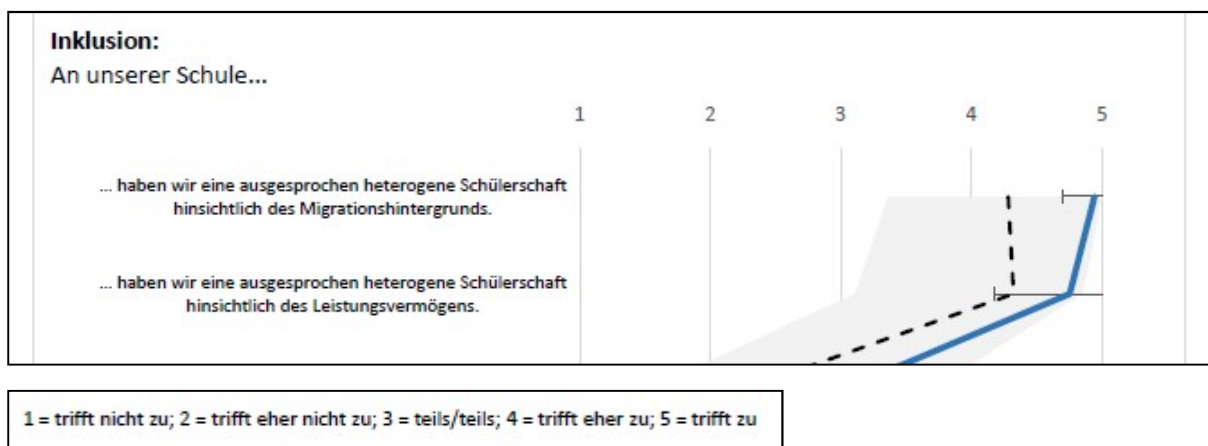 Inklusion:
An unserer Schule...
1 2 3 4 5
... haben wir eine ausgesprochen heterogene Schülerschaft
hinsichtlich des Migrationshintergrunds.
... haben wir eine ausgesprochen heterogene Schülerschaft
hinsichtlich des Leistungsvermögens.
1 = trifft nicht zu; 2 = trifft eher nicht zu; 3 = teils/teils; 4 = trifft eher zu; 5 = trifft zu